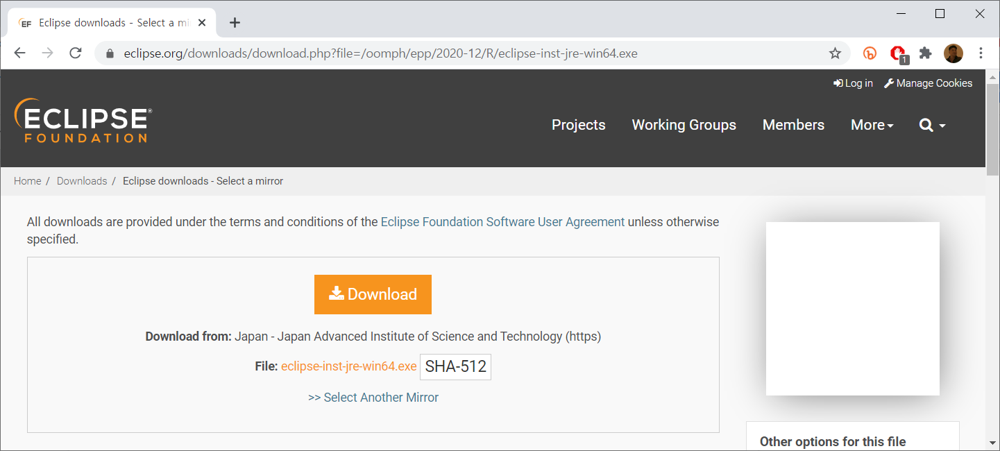 EF Eclipse downloads - Select a mi
eclipse.org/downloads/download.php?file=/oomph/epp/2020-12/R/eclipse-inst-jre-win64.exe
1
Log in Manage Cookies
ECLIPSE®
FOUNDATION
Projects Working Groups Members More
Home / Downloads / Eclipse downloads - Select a mirror
All downloads are provided under the terms and conditions of the Eclipse Foundation Software User Agreement unless otherwise
specified.
Download
Download from: Japan - Japan Advanced Institute of Science and Technology (https)
File: eclipse-inst-jre-win64.exe SHA-512
>> Select Another Mirror
Other options for this file